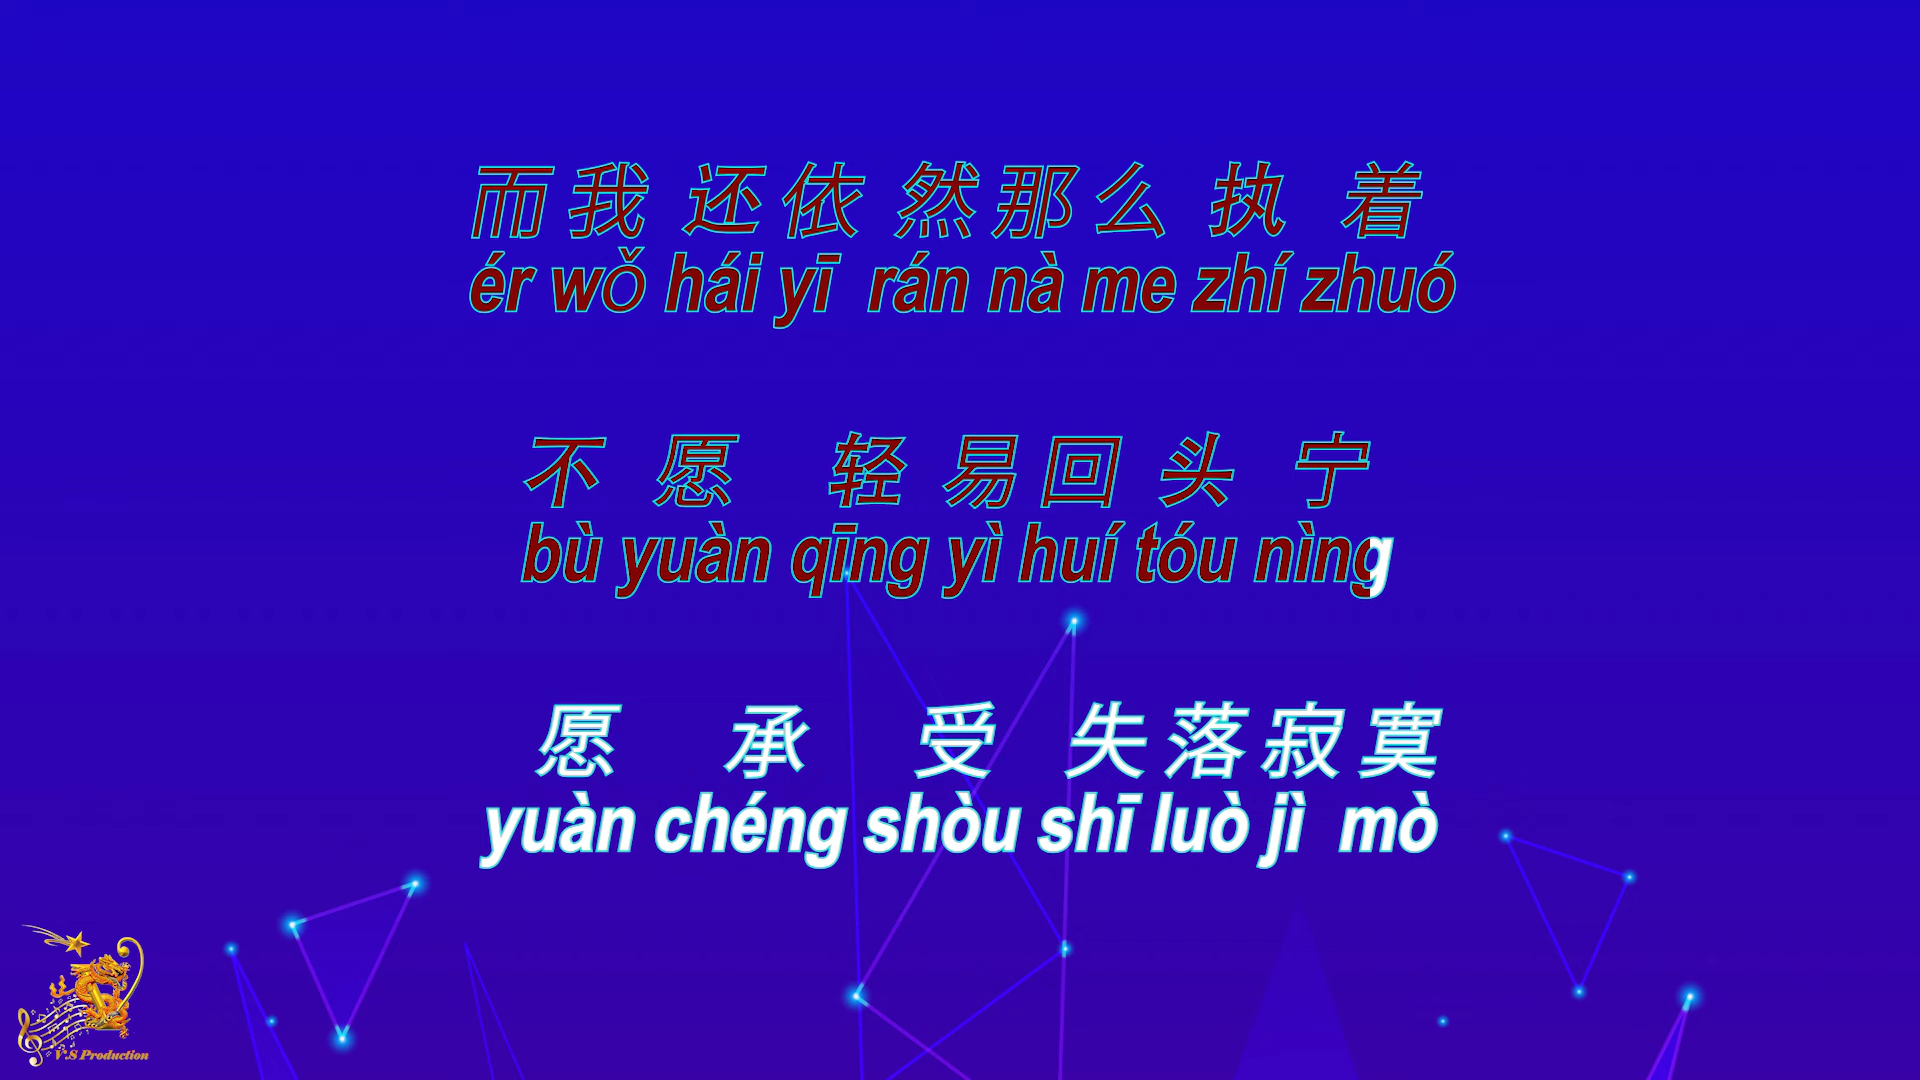 而我 还依 然那么 执 着
ér wǒ hái yī rán nà me zhí zhuó
不 愿 轻 易回 头 宁
bù yuàn qīng yì huí tóu nìng
愿 承 受 失落寂寞
yuàn chéng shòu shī luò jì mò
V.S Production